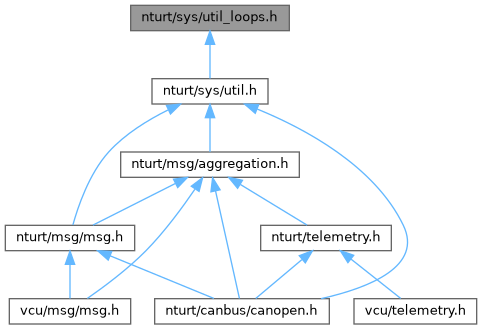 nturt/sys/util_loops.h
nturt/sys/util.h
nturt/msg/aggregation.h
nturt/msg/msg.h
nturt/telemetry.h
vcu/msg/msg.h
nturt/canbus/canopen.h
vcu/telemetry.h